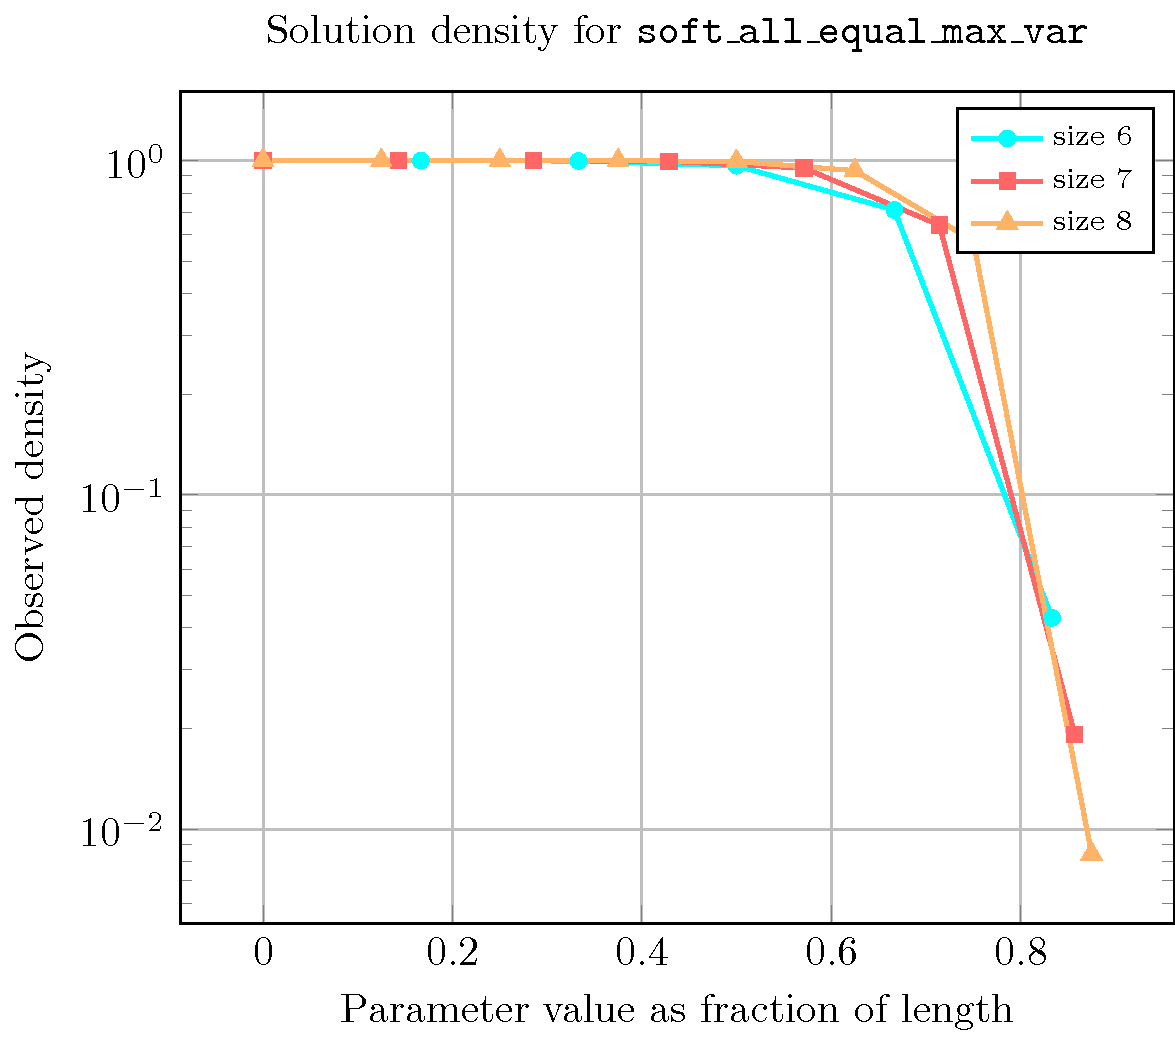 Solution density for soft_all_equal_max_var
size 6
size 7
size 8
10^0
10^−1
10^−2
Observed density
0 0.2 0.4 0.6 0.8
Parameter value as fraction of length